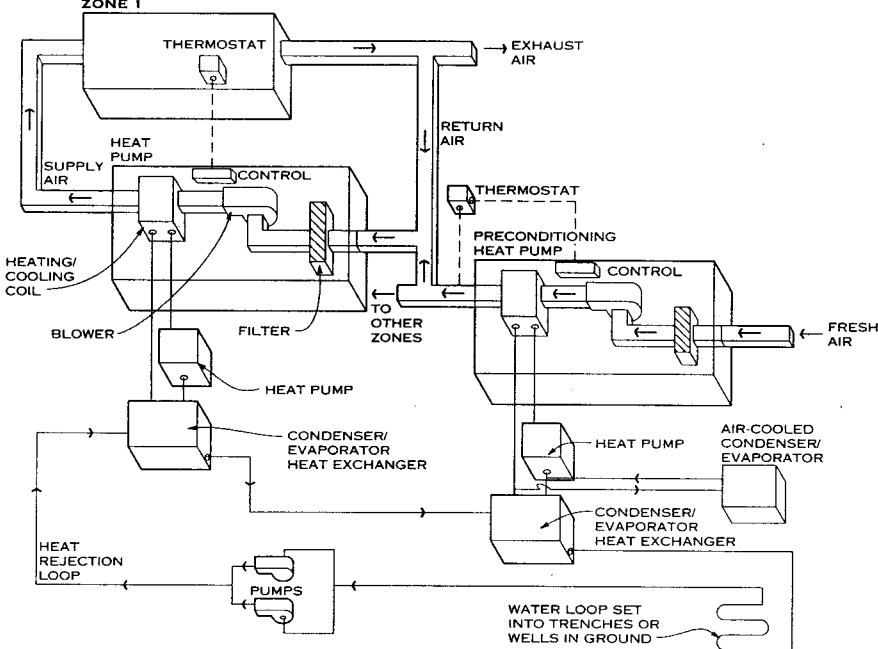 ZONE 1
THERMOSTAT
EXHAUST
AIR
RETURN
AIR
HEAT
PUMP
SUPPLY
AIR
CONTROL
THERMOSTAT
PRECONDITIONING
HEAT PUMP
CONTROL
HEATING/
COOLING
COIL
BLOWER
FILTER
TO
OTHER
ZONES
FRESH
AIR
HEAT PUMP
CONDENSER/
EVAPORATOR
HEAT EXCHANGER
HEAT PUMP
AIR-COOLED
CONDENSER/
EVAPORATOR
CONDENSER/
EVAPORATOR
HEAT EXCHANGER
HEAT
REJECTION
LOOP
PUMPS
WATER LOOP SET
INTO TRENCHES OR
WELLS IN GROUND